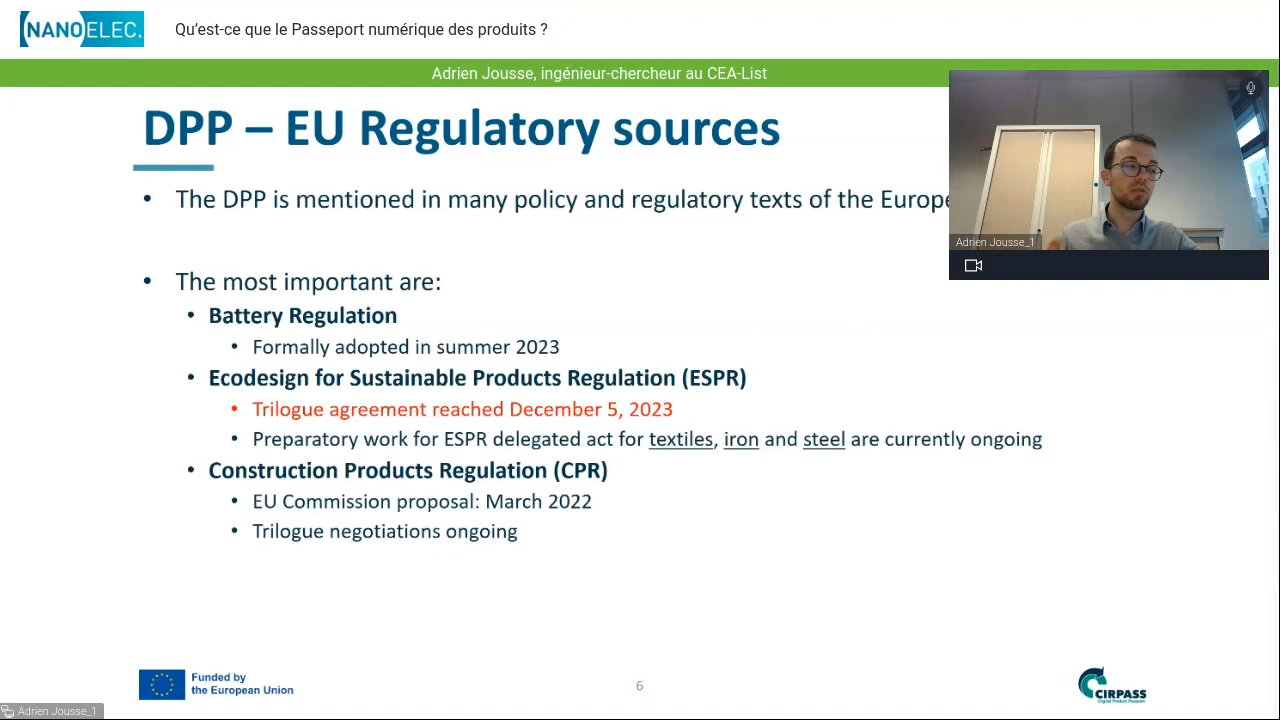 (NANOELEC.
Qu'est-ce que le Passeport numérique des produits ?
Adrien Jousse, ingénieur-chercheur au CEA-List
DPP – EU Regulatory sources
• The DPP is mentioned in many policy and regulatory texts of the Europe
Adrien Jousse_1
• The most important are:
• Battery Regulation
• Formally adopted in summer 2023
• Ecodesign for Sustainable Products Regulation (ESPR)
• Trilogue agreement reached December 5, 2023
• Preparatory work for ESPR delegated act for textiles, iron and steel are currently ongoing
• Construction Products Regulation (CPR)
• EU Commission proposal: March 2022
• Trilogue negotiations ongoing
Funded by
the European Union
6
CIRPASS
Digital Product Passport
Adrien Jousse_1